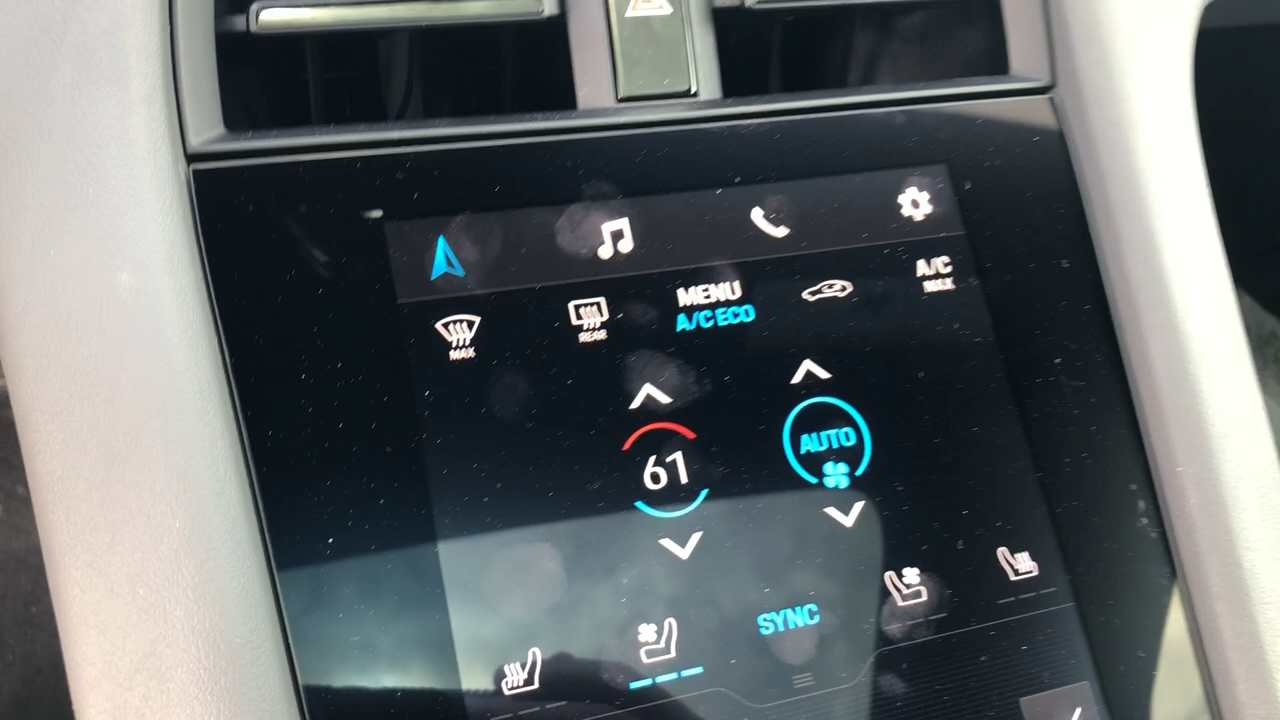 A/C
MAX
MENU
A/C ECO
REAR
MAX
AUTO
61
SYNC